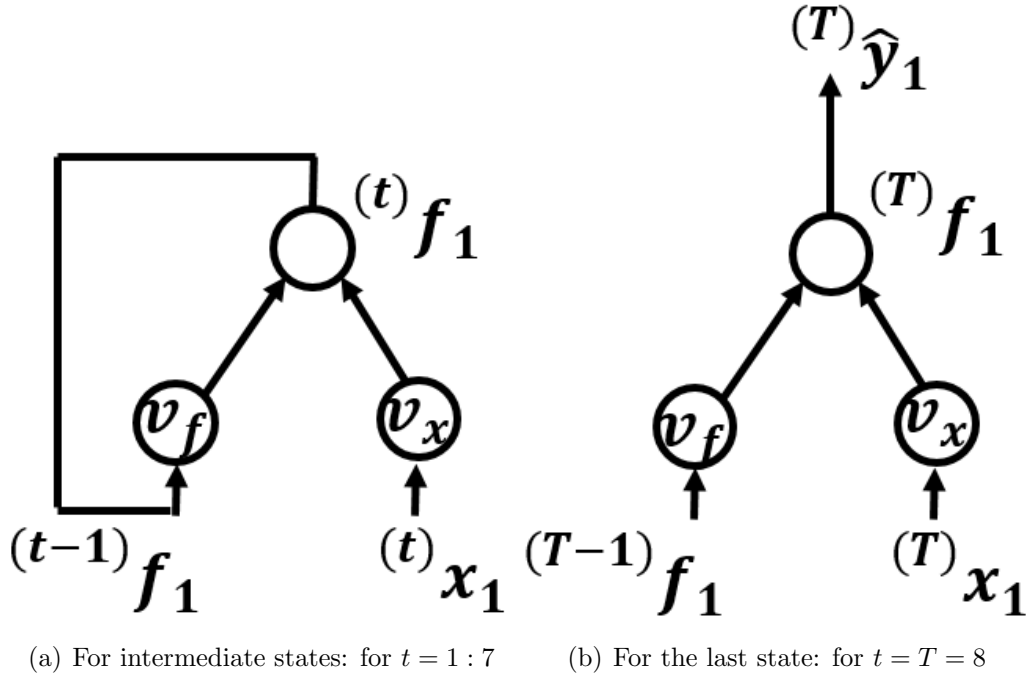 (T) ŷ1
(t) f1
(T) f1
vf
vx
vf
vx
(t−1) f1
(t) x1
(T−1) f1
(T) x1
(a) For intermediate states: for t = 1 : 7
(b) For the last state: for t = T = 8